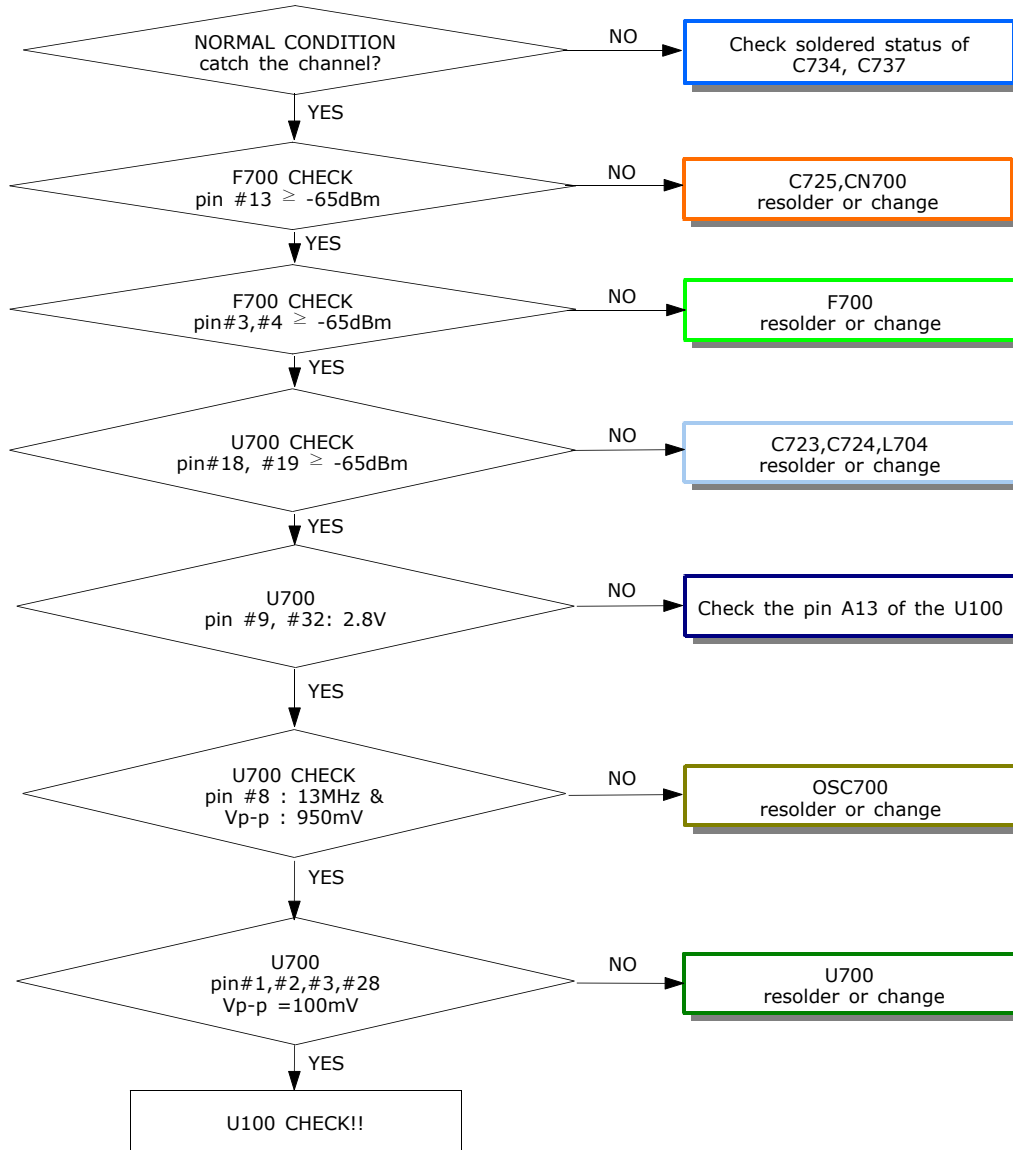 NORMAL CONDITION
catch the channel?
NO
Check soldered status of
C734, C737
YES
F700 CHECK
pin #13 ≥ -65dBm
NO
C725,CN700
resolder or change
YES
F700 CHECK
pin#3,#4 ≥ -65dBm
NO
F700
resolder or change
YES
U700 CHECK
pin#18, #19 ≥ -65dBm
NO
C723,C724,L704
resolder or change
YES
U700
pin #9, #32: 2.8V
NO
Check the pin A13 of the U100
YES
U700 CHECK
pin #8 : 13MHz &
Vp-p : 950mV
NO
OSC700
resolder or change
YES
U700
pin#1,#2,#3,#28
Vp-p =100mV
NO
U700
resolder or change
YES
U100 CHECK!!